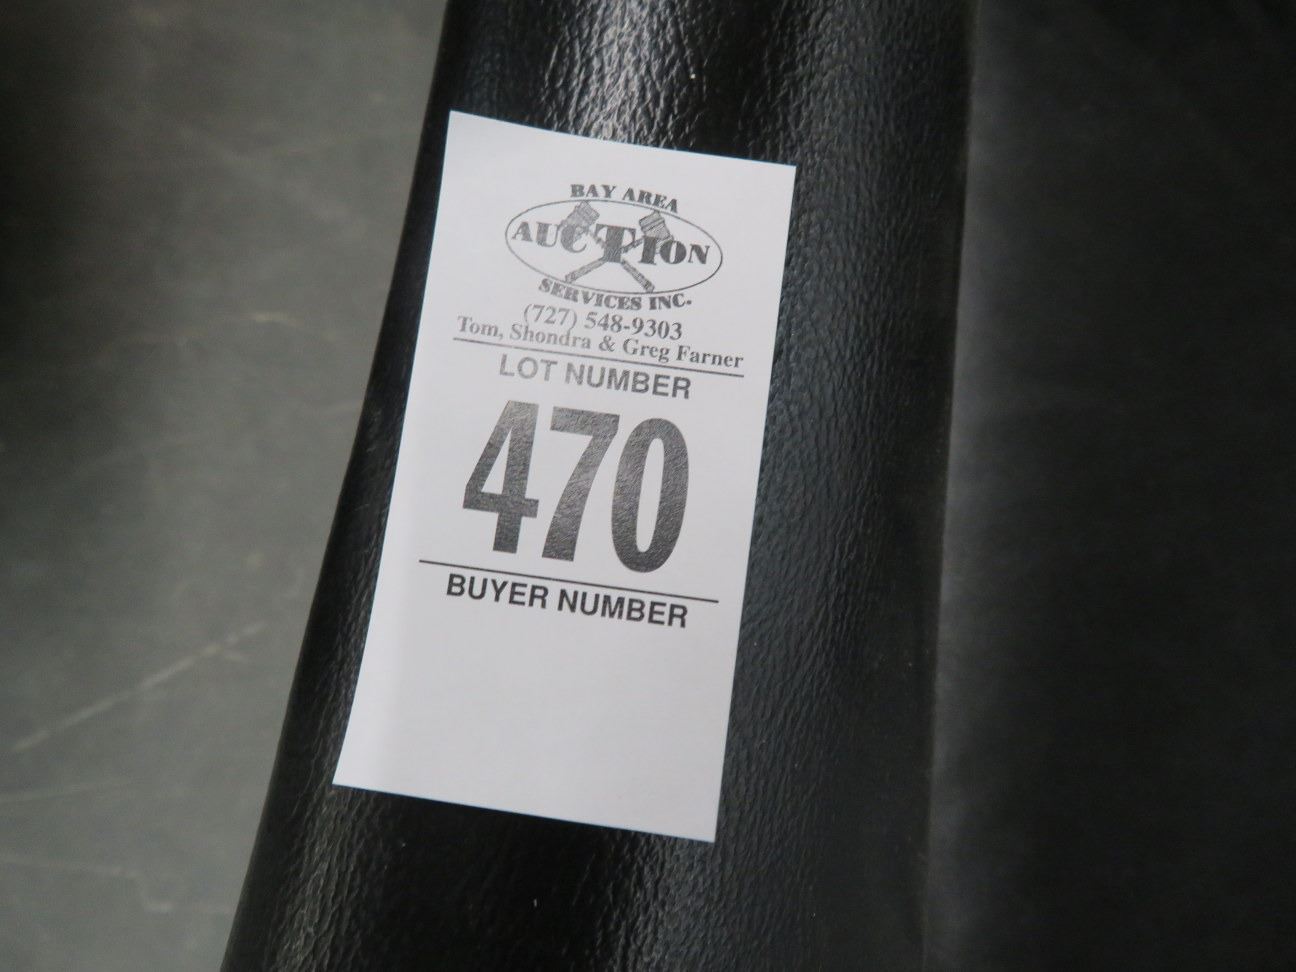 BAY AREA
AUCTION
SERVICES INC.
(727) 548-9303
Tom, Shondra & Greg Farner
LOT NUMBER
470
BUYER NUMBER